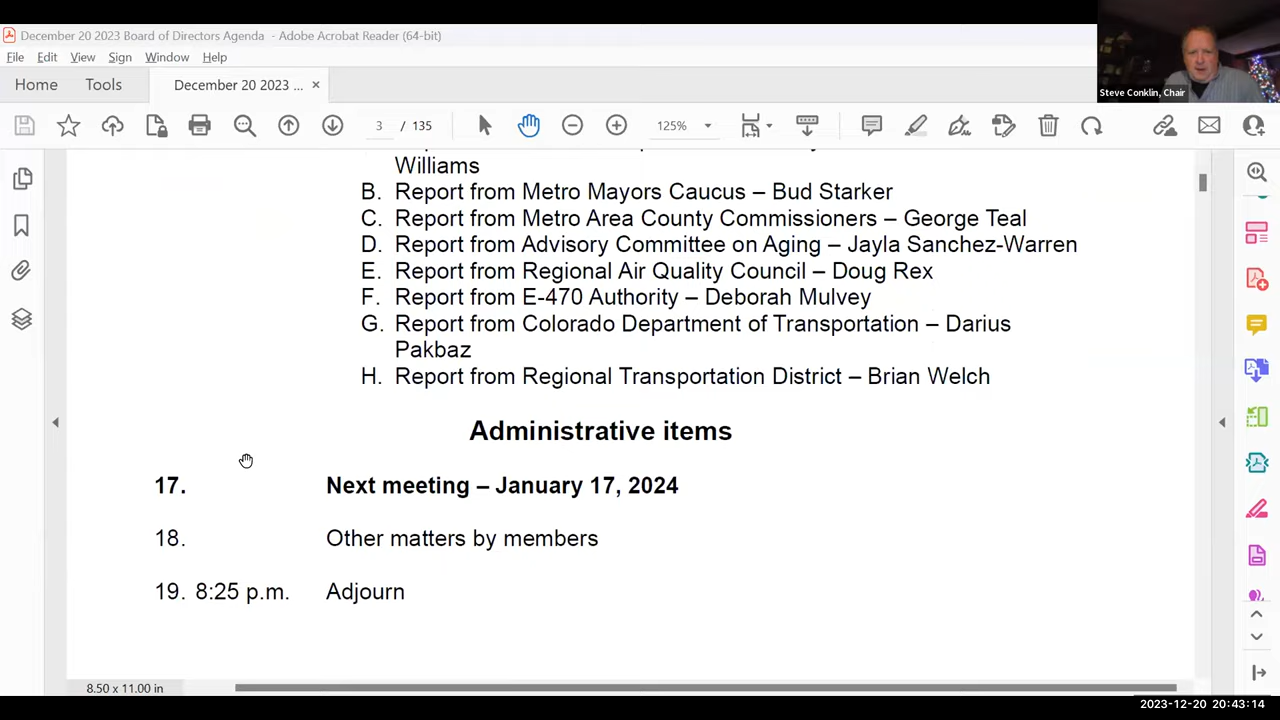 December 20 2023 Board of Directors Agenda - Adobe Acrobat Reader (64-bit)
File Edit View Sign Window Help
Home Tools December 20 2023 ... ×
3 / 135 125%
Steve Conklin, Chair
Williams
B. Report from Metro Mayors Caucus – Bud Starker
C. Report from Metro Area County Commissioners – George Teal
D. Report from Advisory Committee on Aging – Jayla Sanchez-Warren
E. Report from Regional Air Quality Council – Doug Rex
F. Report from E-470 Authority – Deborah Mulvey
G. Report from Colorado Department of Transportation – Darius
Pakbaz
H. Report from Regional Transportation District – Brian Welch
Administrative items
17. Next meeting – January 17, 2024
18. Other matters by members
19. 8:25 p.m. Adjourn
8.50 x 11.00 in
2023-12-20 20:43:14